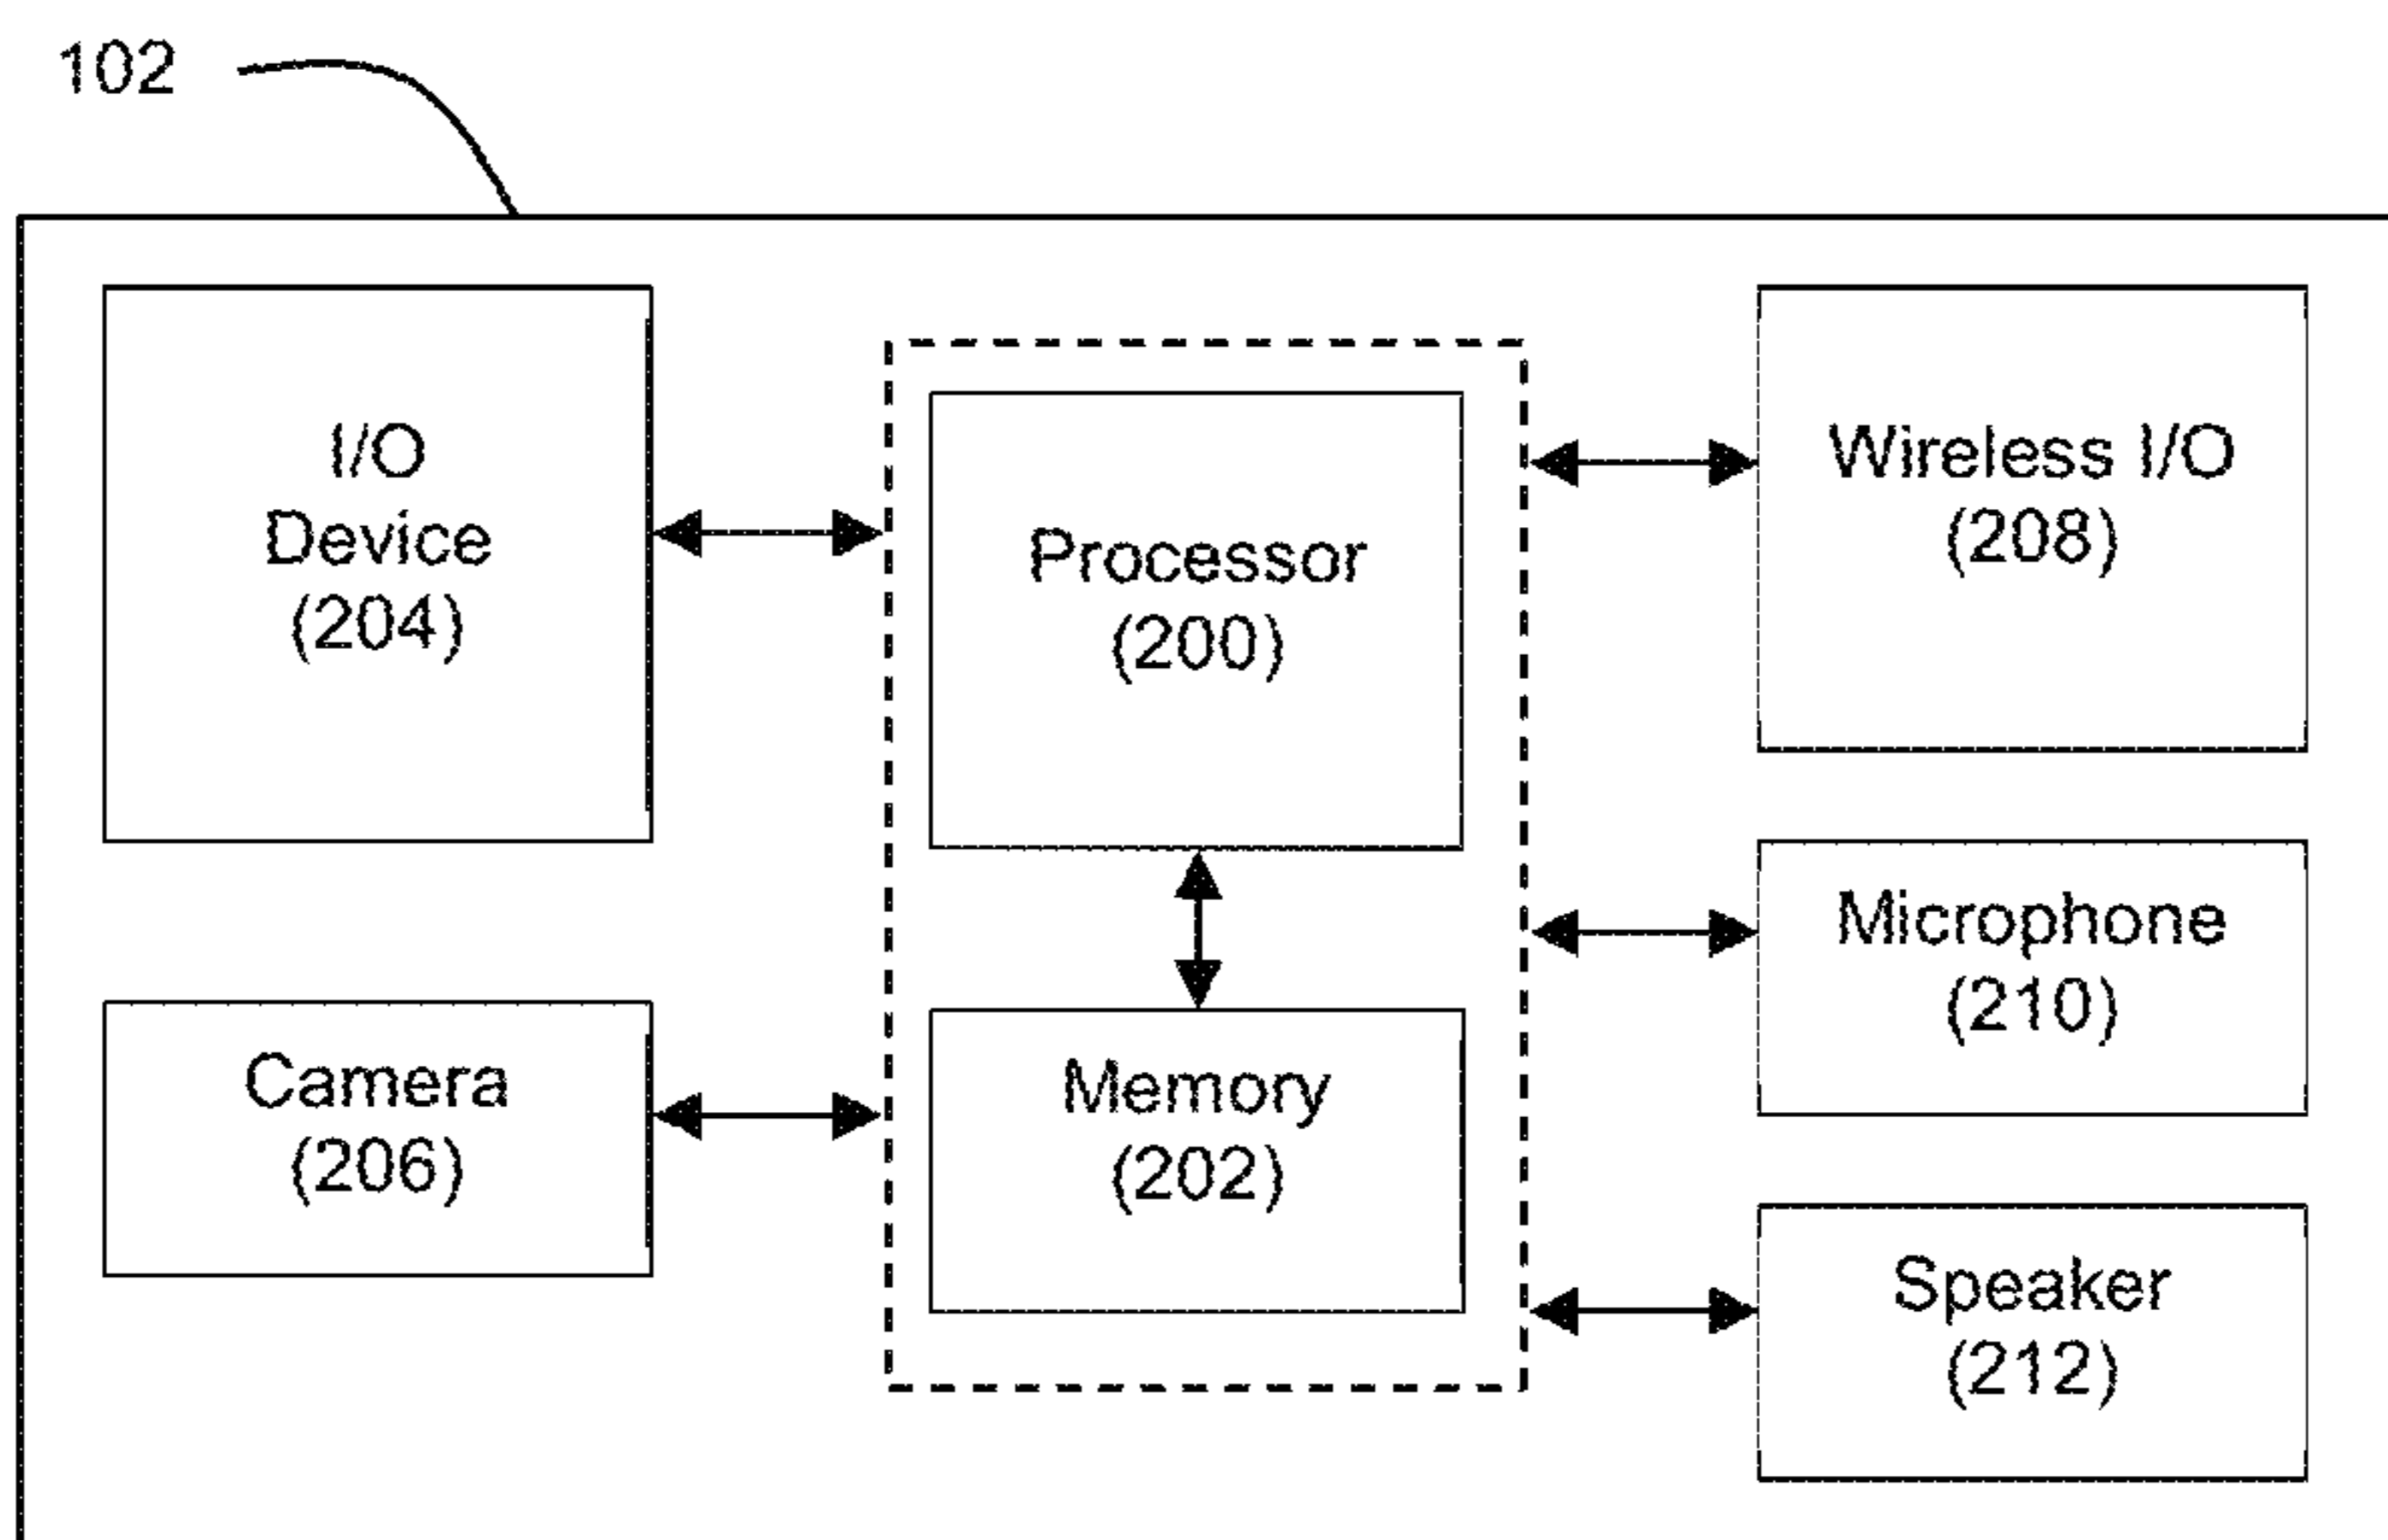 102
I/O
Device
(204)
Processor
(200)
Wireless I/O
(208)
Camera
(206)
Memory
(202)
Microphone
(210)
Speaker
(212)